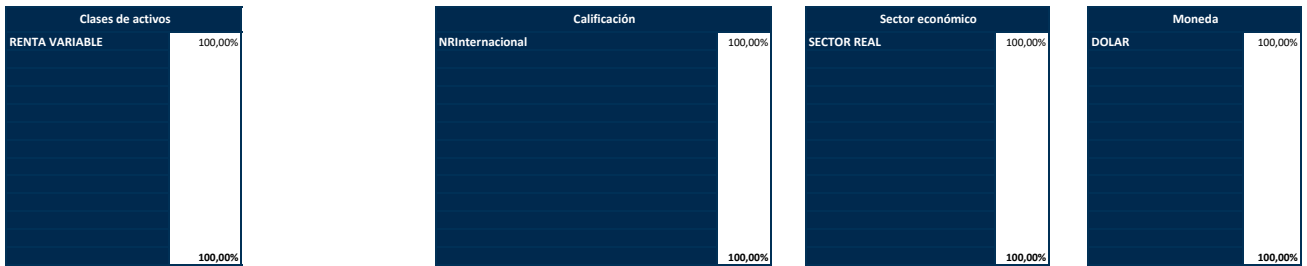 Clases de activos
RENTA VARIABLE 100,00%
100,00%
Calificación
NRInternacional 100,00%
100,00%
Sector económico
SECTOR REAL 100,00%
100,00%
Moneda
DOLAR 100,00%
100,00%